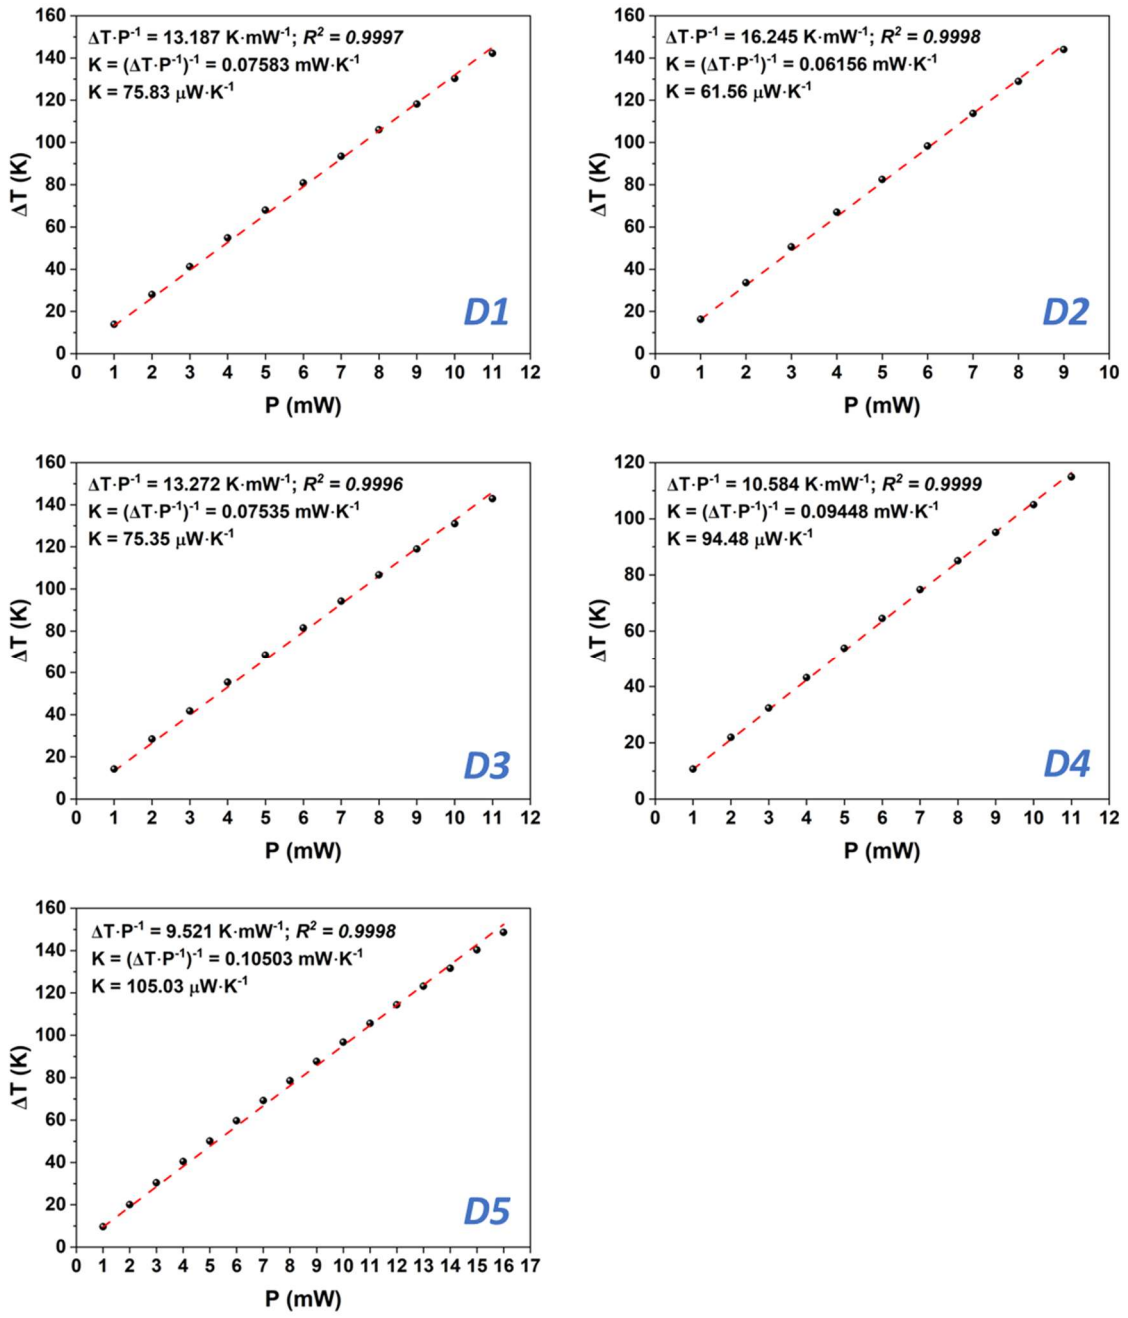 ΔT·P⁻¹ = 13.187 K·mW⁻¹; R² = 0.9997
K = (ΔT·P⁻¹)⁻¹ = 0.07583 mW·K⁻¹
K = 75.83 μW·K⁻¹
160
140
120
100
80
60
40
20
0
ΔT (K)
D1
0 1 2 3 4 5 6 7 8 9 10 11 12
P (mW)
ΔT·P⁻¹ = 16.245 K·mW⁻¹; R² = 0.9998
K = (ΔT·P⁻¹)⁻¹ = 0.06156 mW·K⁻¹
K = 61.56 μW·K⁻¹
160
140
120
100
80
60
40
20
0
ΔT (K)
D2
0 1 2 3 4 5 6 7 8 9 10
P (mW)
ΔT·P⁻¹ = 13.272 K·mW⁻¹; R² = 0.9996
K = (ΔT·P⁻¹)⁻¹ = 0.07535 mW·K⁻¹
K = 75.35 μW·K⁻¹
160
140
120
100
80
60
40
20
0
ΔT (K)
D3
0 1 2 3 4 5 6 7 8 9 10 11 12
P (mW)
ΔT·P⁻¹ = 10.584 K·mW⁻¹; R² = 0.9999
K = (ΔT·P⁻¹)⁻¹ = 0.09448 mW·K⁻¹
K = 94.48 μW·K⁻¹
120
100
80
60
40
20
0
ΔT (K)
D4
0 1 2 3 4 5 6 7 8 9 10 11 12
P (mW)
ΔT·P⁻¹ = 9.521 K·mW⁻¹; R² = 0.9998
K = (ΔT·P⁻¹)⁻¹ = 0.10503 mW·K⁻¹
K = 105.03 μW·K⁻¹
160
140
120
100
80
60
40
20
0
ΔT (K)
D5
0 1 2 3 4 5 6 7 8 9 10 11 12 13 14 15 16 17
P (mW)